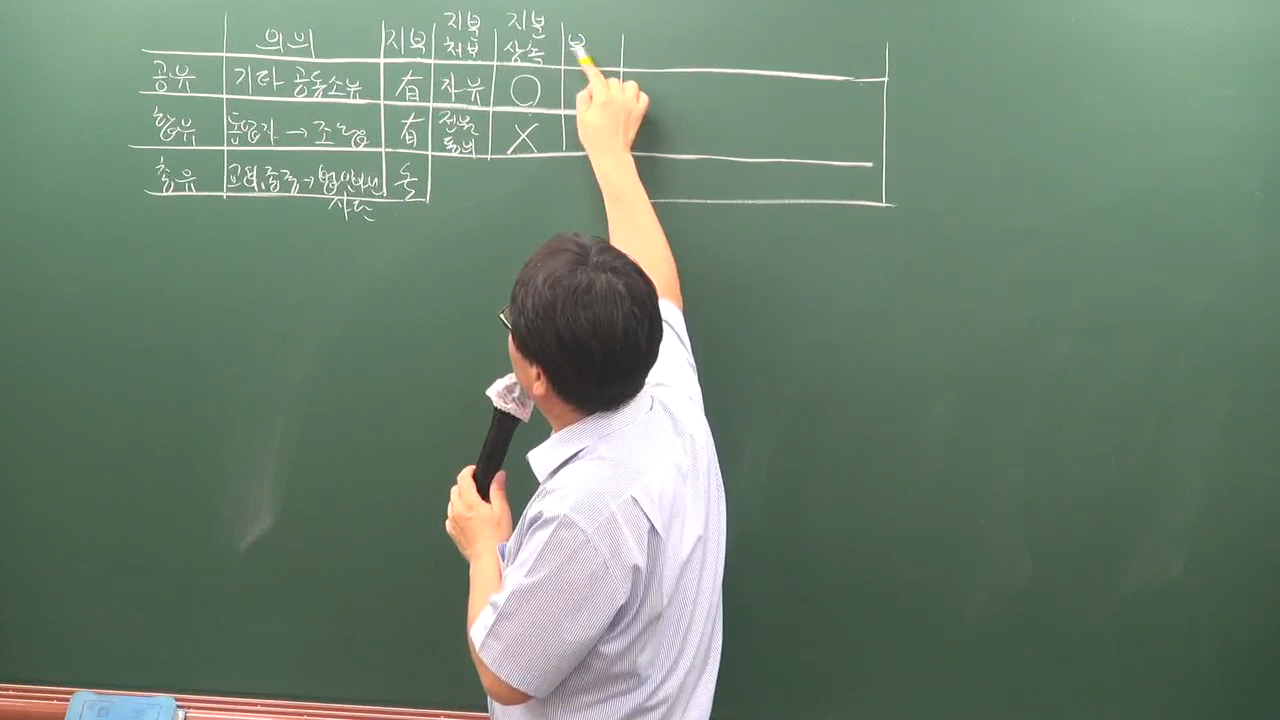 의의 지분 지분 처분 지분 상속
공유 기타 공동소유 有 자유 ○
합유 동업자 → 조합 有 전원 동의 X
총유 교회, 종중 → 법인아닌 사단